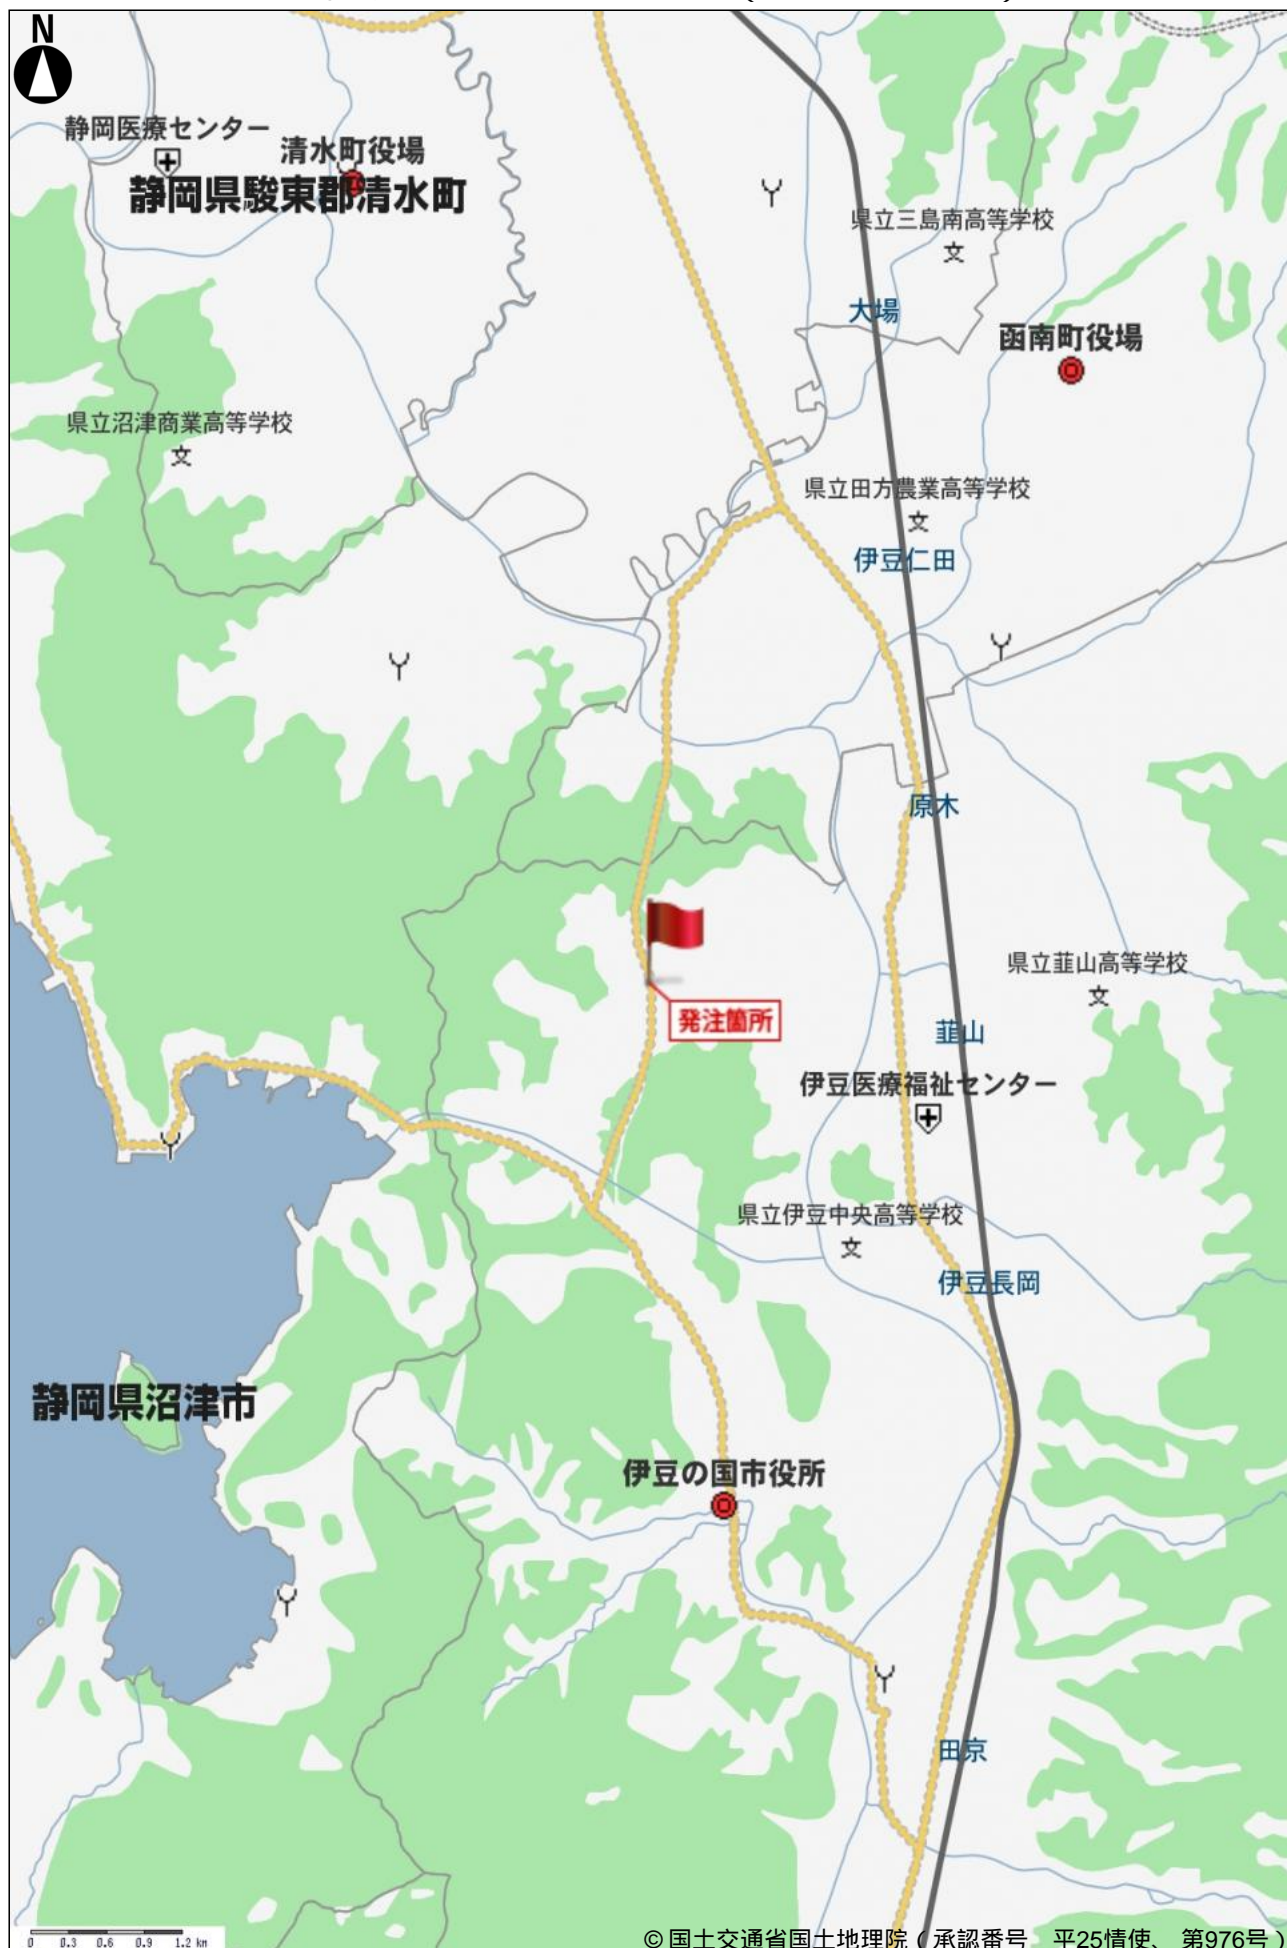 N
静岡医療センター
清水町役場
静岡県駿東郡清水町
県立三島南高等学校
文
大場
函南町役場
県立沼津商業高等学校
文
県立田方農業高等学校
文
伊豆仁田
原木
県立韮山高等学校
文
発注箇所
韮山
伊豆医療福祉センター
県立伊豆中央高等学校
文
伊豆長岡
静岡県沼津市
伊豆の国市役所
田京
0 0.3 0.6 0.9 1.2 km
©国土交通省国土地理院(承認番号 平25情使、 第976号)